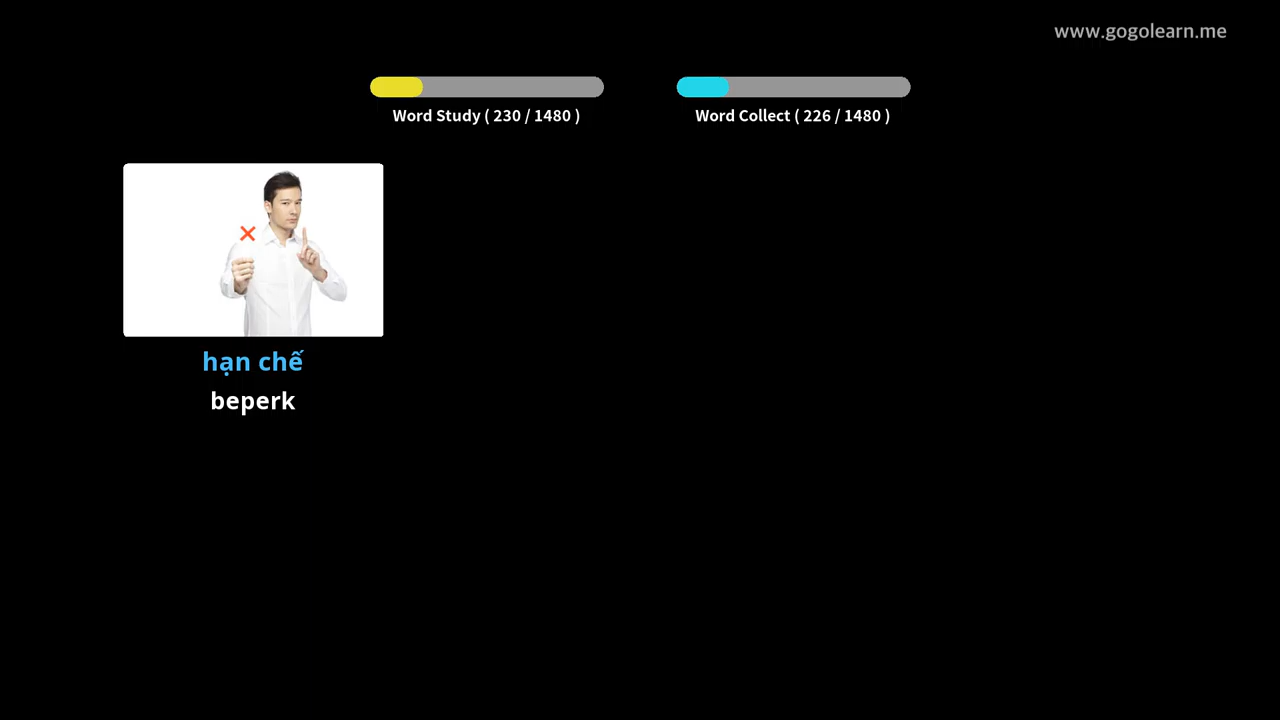 www.gogolearn.me
Word Study ( 230 / 1480 )
Word Collect ( 226 / 1480 )
hạn chế
beperk